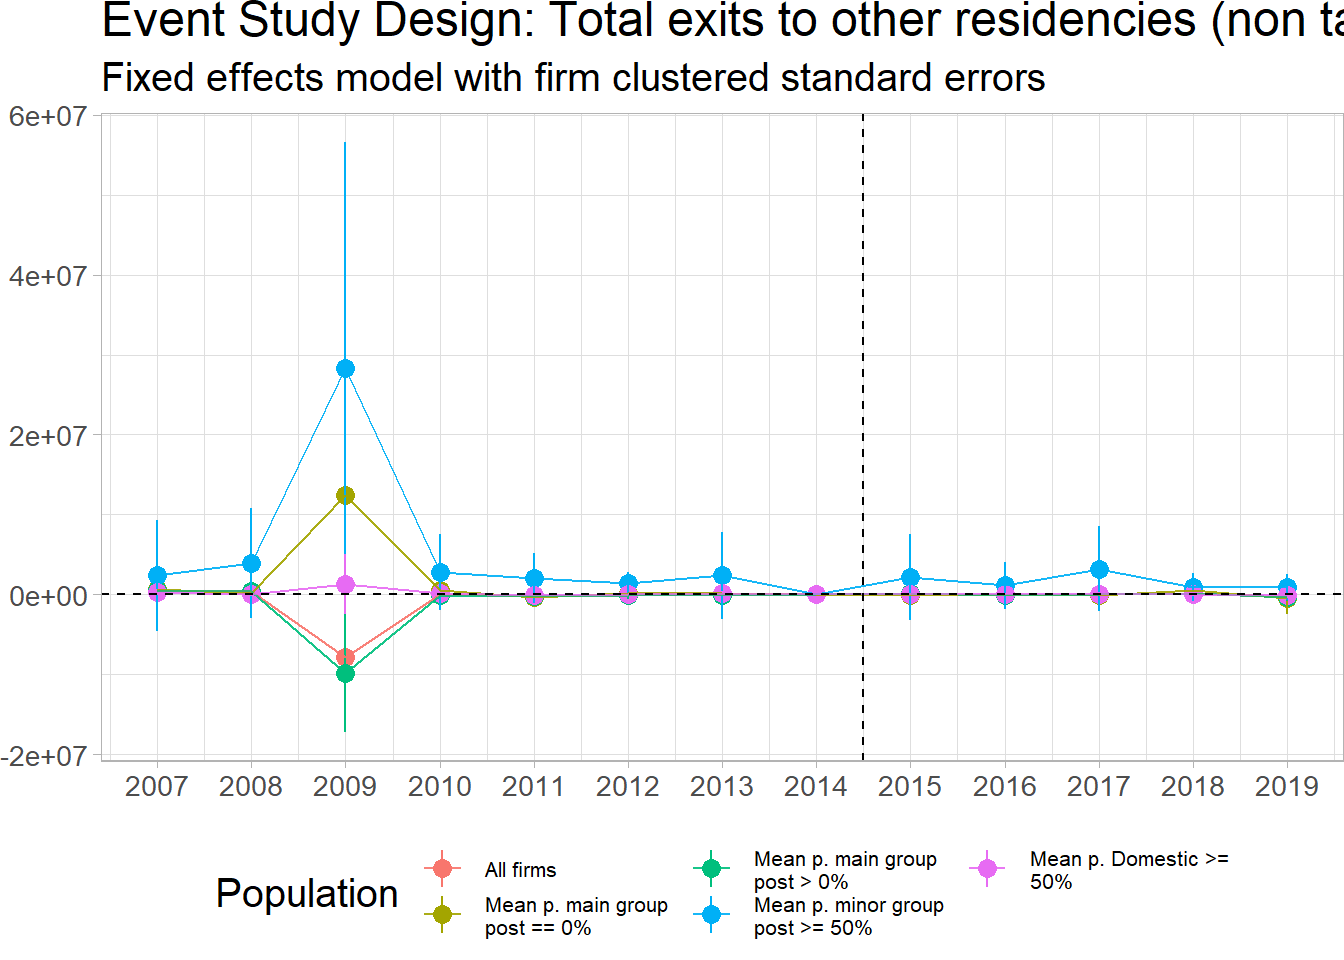 Event Study Design: Total exits to other residencies (non
Fixed effects model with firm clustered standard errors
6e+07
4e+07
2e+07
0e+00
-2e+07
2007 2008 2009 2010 2011 2012 2013 2014 2015 2016 2017 2018 2019
Population
All firms
Mean p. main group
post == 0%
Mean p. main group
post > 0%
Mean p. minor group
post >= 50%
Mean p. Domestic >=
50%